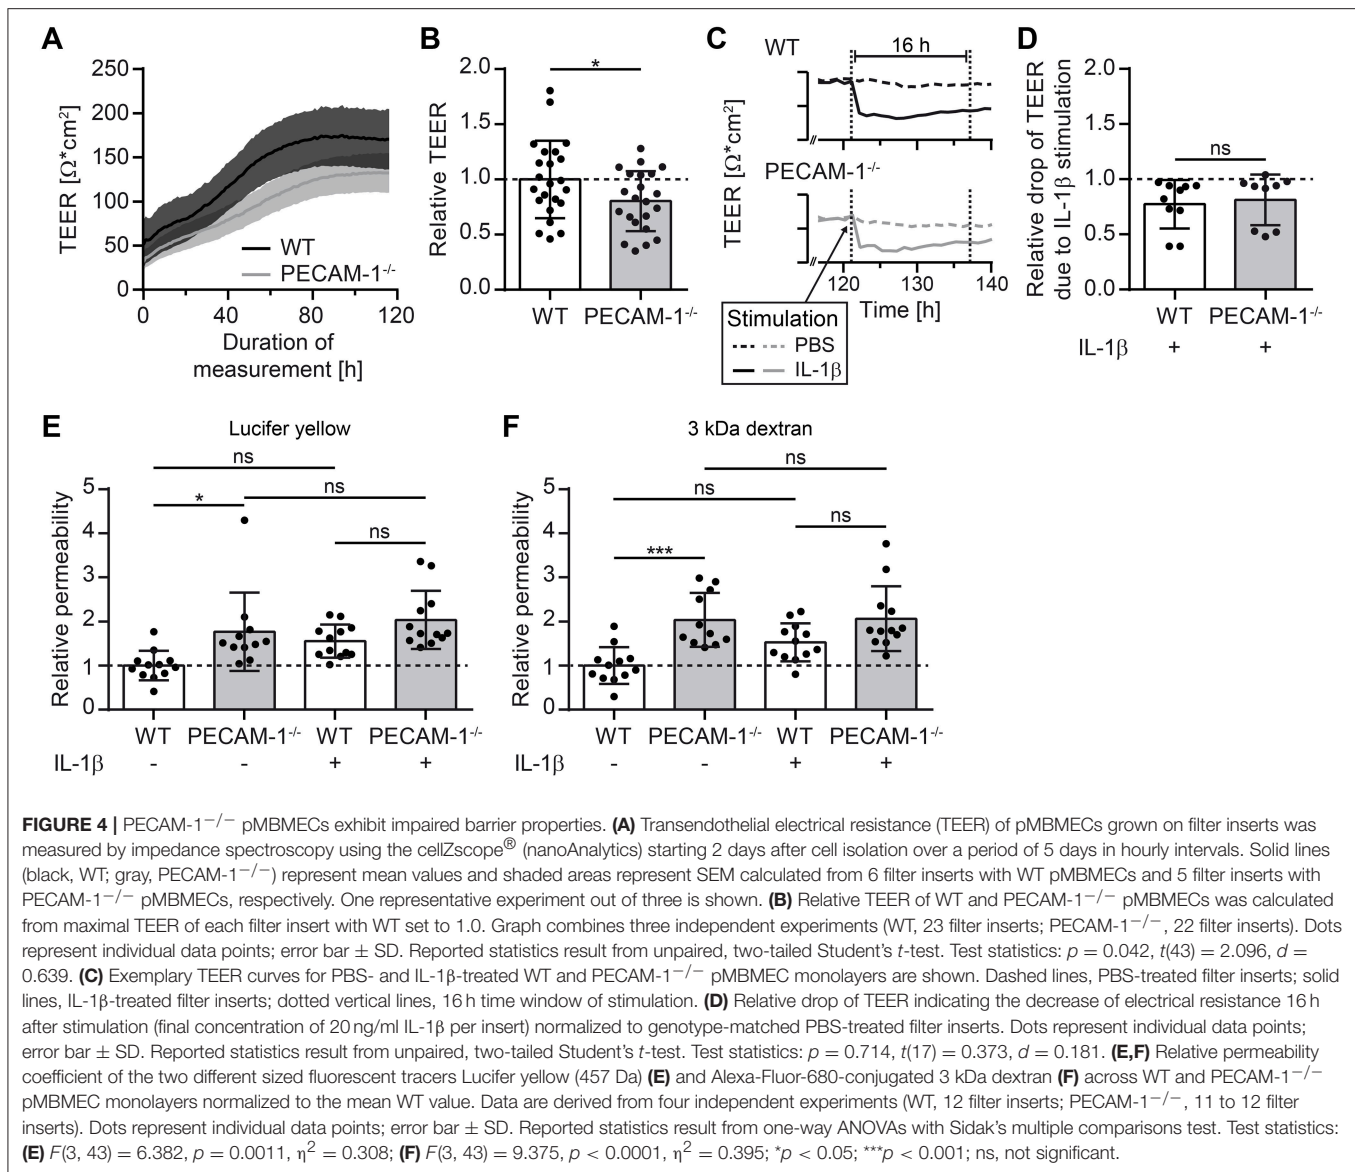 A
TEER [Ω*cm²]
250
200
150
100
50
0
WT
PECAM-1-/-
0 40 80 120
Duration of
measurement [h]
B
Relative TEER
2.0
1.5
1.0
0.5
0.0
*
WT PECAM-1-/-
C
WT
16 h
PECAM-1-/-
TEER [Ω*cm²]
120 130 140
Time [h]
Stimulation
PBS
IL-1β
D
Relative drop of TEER
due to IL-1β stimulation
2.0
1.5
1.0
0.5
0.0
ns
WT PECAM-1-/-
IL-1β + +
E
Lucifer yellow
ns
ns
*
ns
Relative permeability
5
4
3
2
1
0
WT PECAM-1-/- WT PECAM-1-/-
IL-1β - - + +
F
3 kDa dextran
ns
ns
ns
***
Relative permeability
5
4
3
2
1
0
WT PECAM-1-/- WT PECAM-1-/-
IL-1β - - + +
FIGURE 4 | PECAM-1−/− pMBMECs exhibit impaired barrier properties. (A) Transendothelial electrical resistance (TEER) of pMBMECs grown on filter inserts was
measured by impedance spectroscopy using the cellZscope® (nanoAnalytics) starting 2 days after cell isolation over a period of 5 days in hourly intervals. Solid lines
(black, WT; gray, PECAM-1−/−) represent mean values and shaded areas represent SEM calculated from 6 filter inserts with WT pMBMECs and 5 filter inserts with
PECAM-1−/− pMBMECs, respectively. One representative experiment out of three is shown. (B) Relative TEER of WT and PECAM-1−/− pMBMECs was calculated
from maximal TEER of each filter insert with WT set to 1.0. Graph combines three independent experiments (WT, 23 filter inserts; PECAM-1−/−, 22 filter inserts). Dots
represent individual data points; error bar ± SD. Reported statistics result from unpaired, two-tailed Student's t-test. Test statistics: p = 0.042, t(43) = 2.096, d =
0.639. (C) Exemplary TEER curves for PBS- and IL-1β-treated WT and PECAM-1−/− pMBMEC monolayers are shown. Dashed lines, PBS-treated filter inserts; solid
lines, IL-1β-treated filter inserts; dotted vertical lines, 16 h time window of stimulation. (D) Relative drop of TEER indicating the decrease of electrical resistance 16 h
after stimulation (final concentration of 20 ng/ml IL-1β per insert) normalized to genotype-matched PBS-treated filter inserts. Dots represent individual data points;
error bar ± SD. Reported statistics result from unpaired, two-tailed Student's t-test. Test statistics: p = 0.714, t(17) = 0.373, d = 0.181. (E,F) Relative permeability
coefficient of the two different sized fluorescent tracers Lucifer yellow (457 Da) (E) and Alexa-Fluor-680-conjugated 3 kDa dextran (F) across WT and PECAM-1−/−
pMBMEC monolayers normalized to the mean WT value. Data are derived from four independent experiments (WT, 12 filter inserts; PECAM-1−/−, 11 to 12 filter
inserts). Dots represent individual data points; error bar ± SD. Reported statistics result from one-way ANOVAs with Sidak's multiple comparisons test. Test statistics:
(E) F(3, 43) = 6.382, p = 0.0011, η² = 0.308; (F) F(3, 43) = 9.375, p < 0.0001, η² = 0.395; *p < 0.05; ***p < 0.001; ns, not significant.